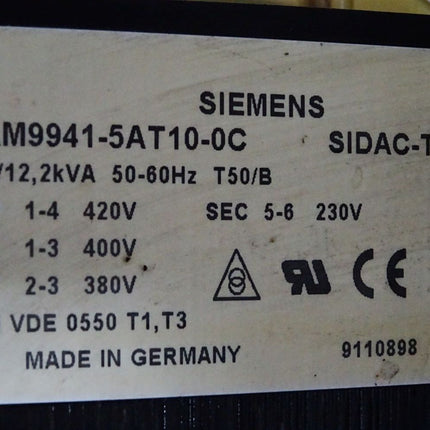 SIEMENS
AM9941-5AT10-0C SIDAC-T
/12,2kVA 50-60Hz T50/B
1-4 420V SEC 5-6 230V
1-3 400V
2-3 380V
VDE 0550 T1,T3
MADE IN GERMANY 9110898